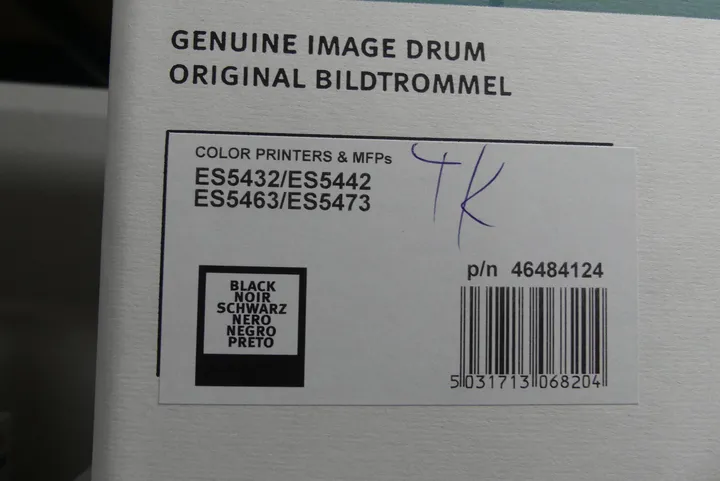 GENUINE IMAGE DRUM
ORIGINAL BILDTROMMEL
COLOR PRINTERS & MFPs
ES5432/ES5442
ES5463/ES5473
TK
BLACK
NOIR
SCHWARZ
NERO
NEGRO
PRETO
p/n 46484124
5 031713 068204